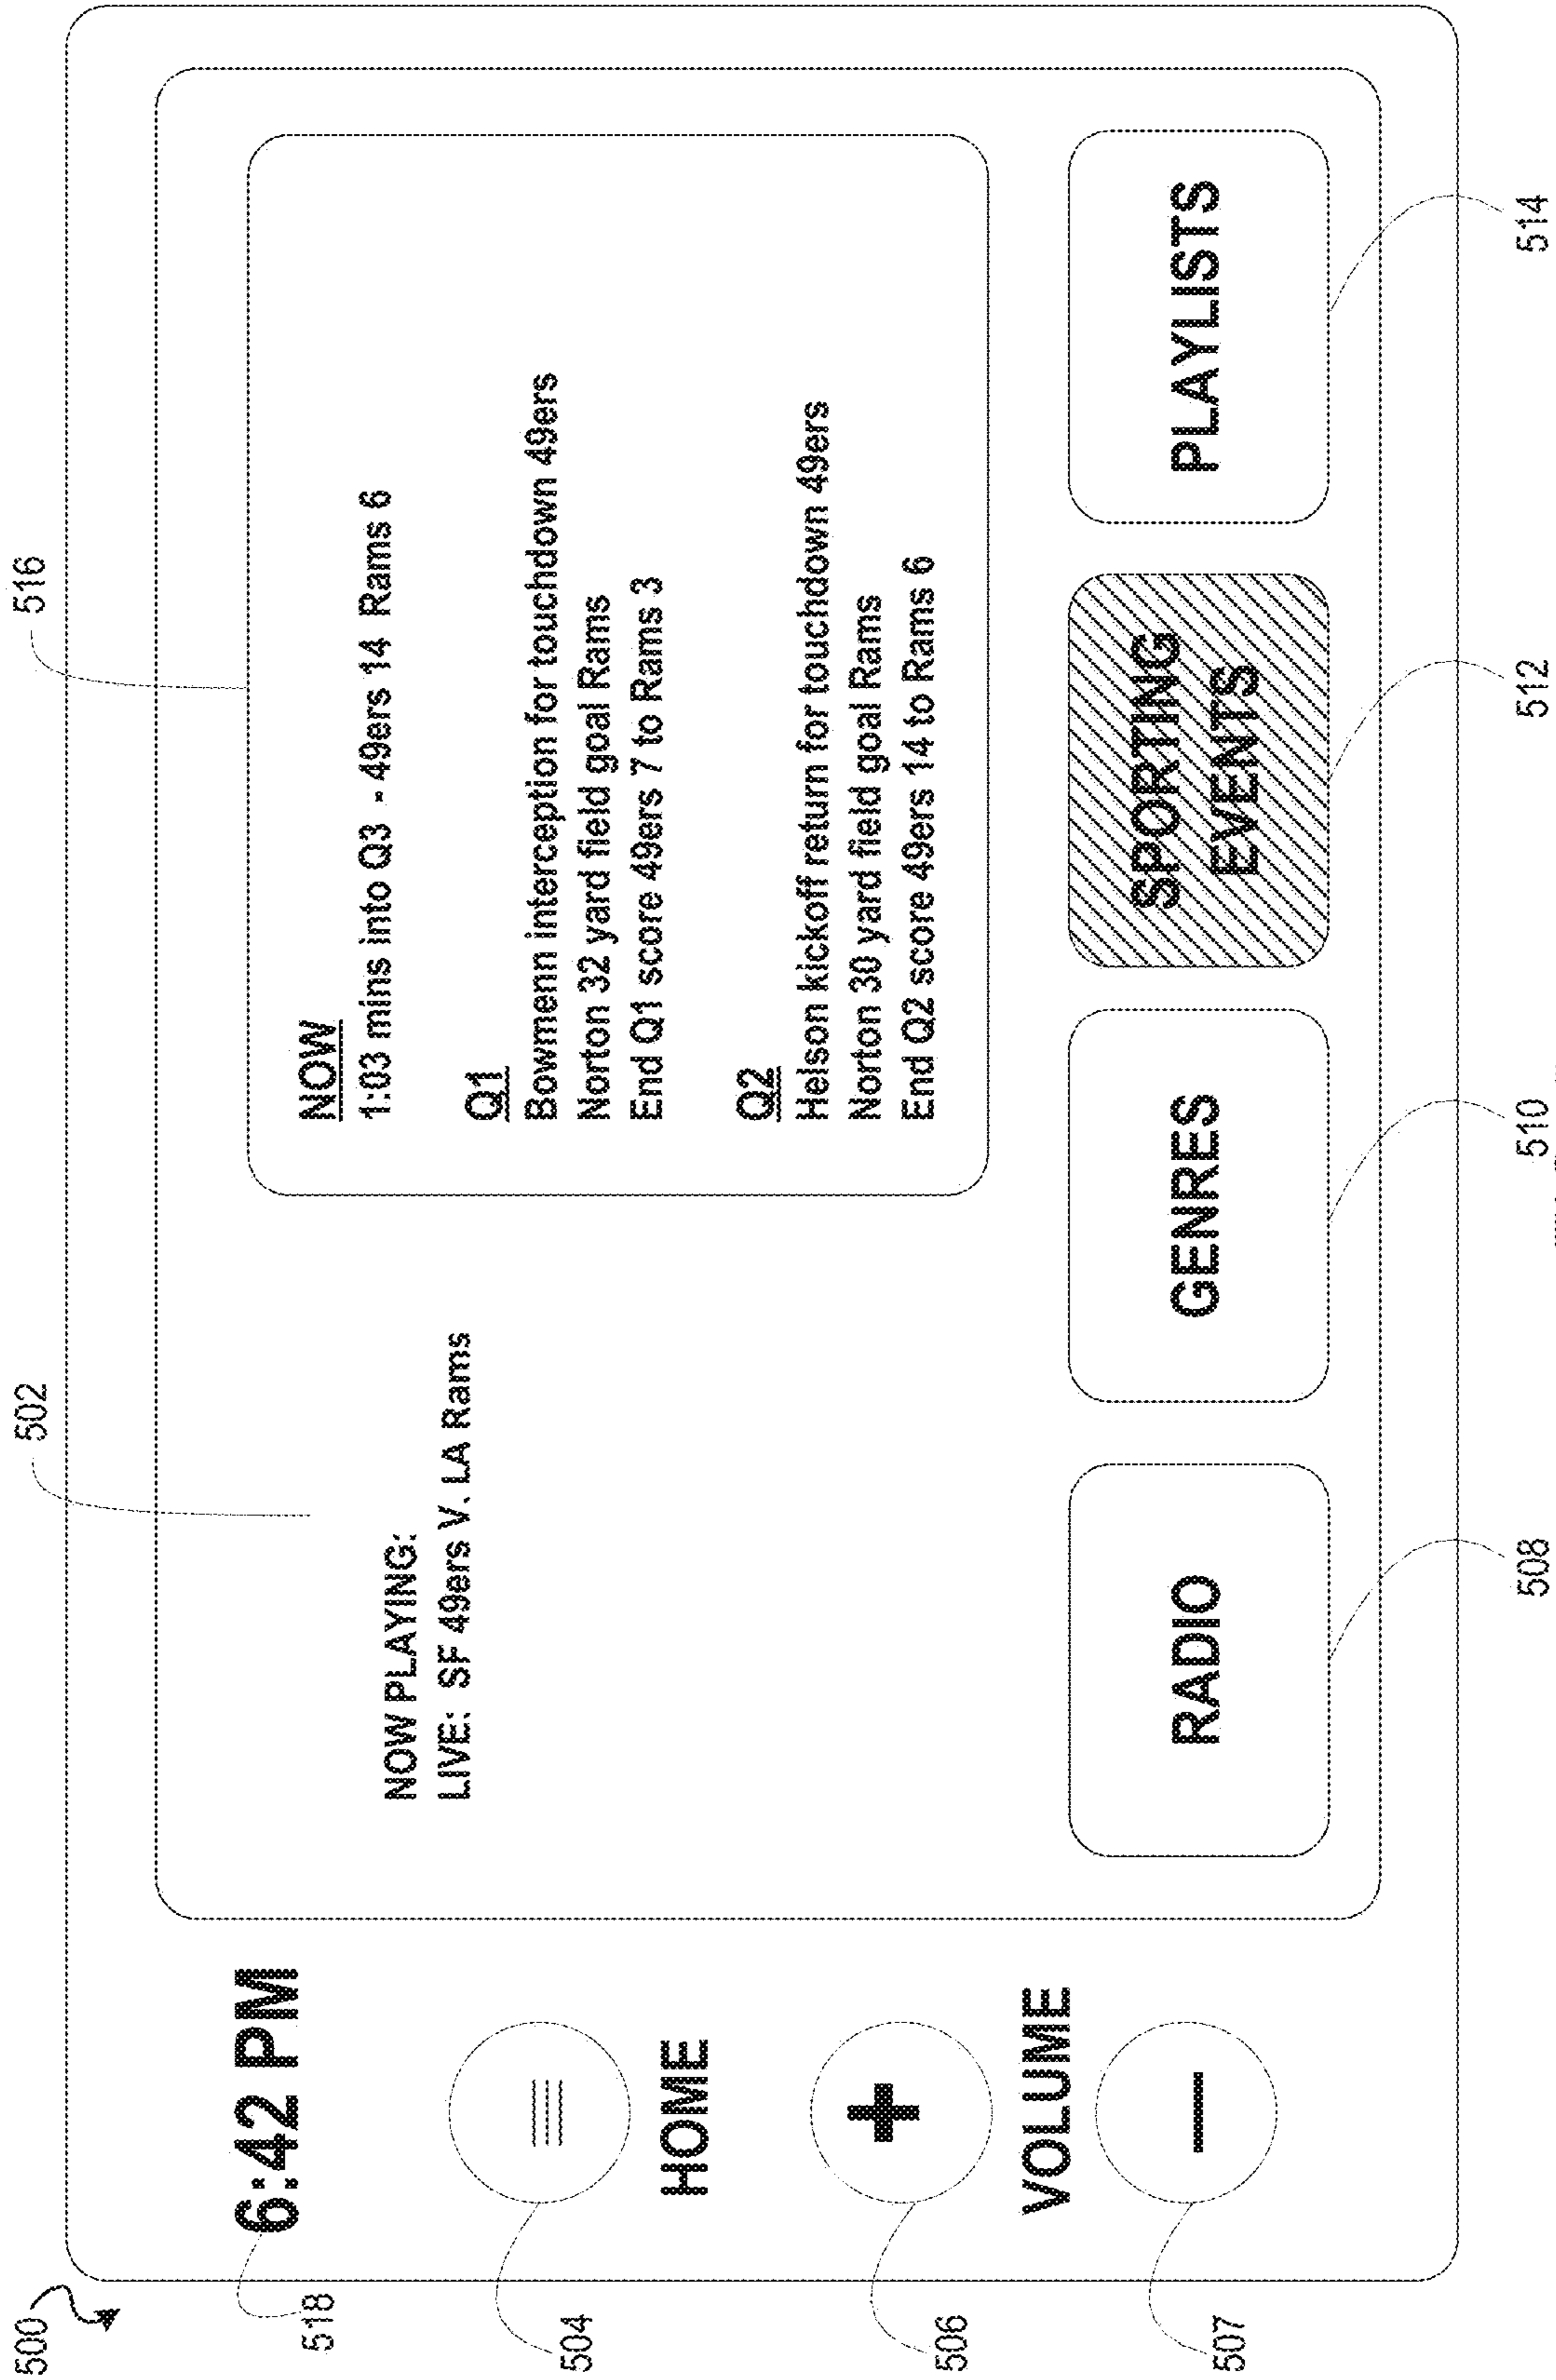 500
518
6:42 PM
504
HOME
506
VOLUME
507
502
NOW PLAYING:
LIVE: SF 49ers V. LA Rams
516
NOW
1:03 mins into Q3 - 49ers 14 Rams 6
Q1
Bowmenn interception for touchdown 49ers
Norton 32 yard field goal Rams
End Q1 score 49ers 7 to Rams 3
Q2
Helson kickoff return for touchdown 49ers
Norton 30 yard field goal Rams
End Q2 score 49ers 14 to Rams 6
RADIO
GENRES
SPORTING
EVENTS
PLAYLISTS
508
510
512
514